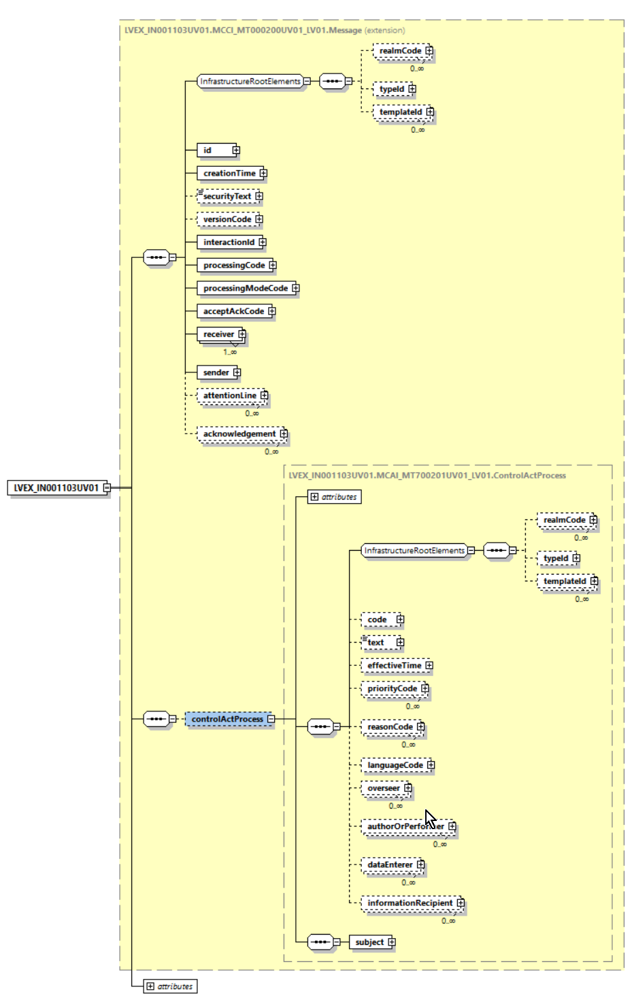 LVEX_IN001103UV01.MCCI_MT000200UV01_LV01.Message (extension)
realmCode
0..∞
InfrastructureRootElements
typeId
templateId
0..∞
id
creationTime
securityText
versionCode
interactionId
processingCode
processingModeCode
acceptAckCode
receiver
1..∞
sender
attentionLine
0..∞
acknowledgement
0..∞
LVEX_IN001103UV01
LVEX_IN001103UV01.MCAI_MT700201UV01_LV01.ControlActProcess
attributes
realmCode
0..∞
InfrastructureRootElements
typeId
templateId
0..∞
code
text
effectiveTime
priorityCode
0..∞
controlActProcess
reasonCode
0..∞
languageCode
overseer
0..∞
authorOrPerformer
0..∞
dataEnterer
0..∞
informationRecipient
0..∞
subject
attributes